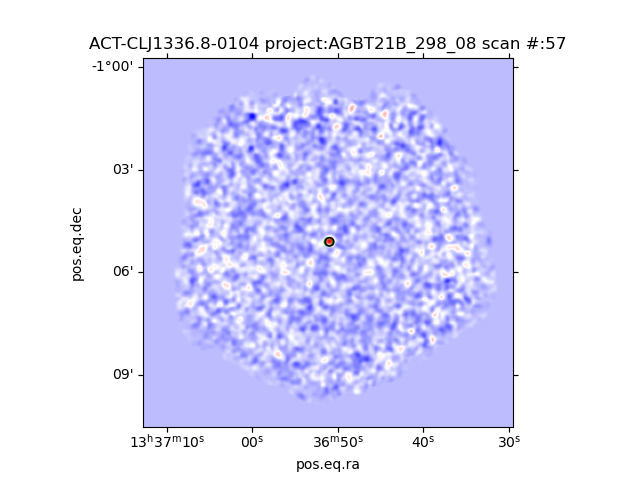 ACT-CLJ1336.8-0104 project:AGBT21B_298_08 scan #:57
-1°00'
03'
06'
09'
pos.eq.dec
13ʰ37ᵐ10ˢ 00ˢ 36ᵐ50ˢ 40ˢ 30ˢ
pos.eq.ra